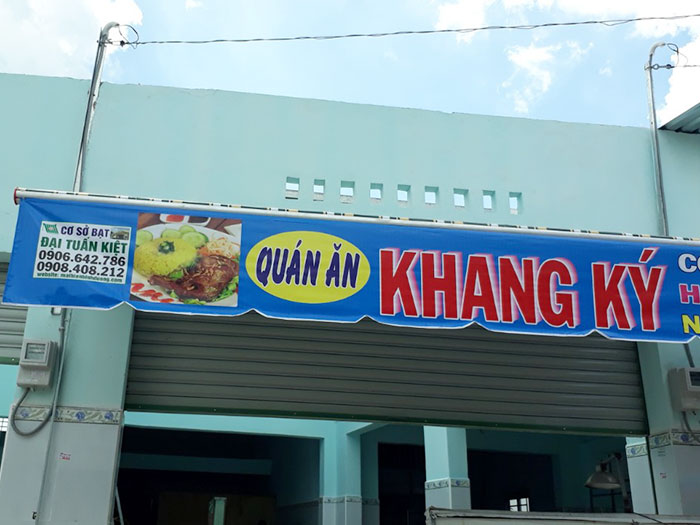 CƠ SỞ BẠT
ĐẠI TUẤN KIỆT
0906.642.786
0908.408.212
QUÁN ĂN
KHANG KÝ